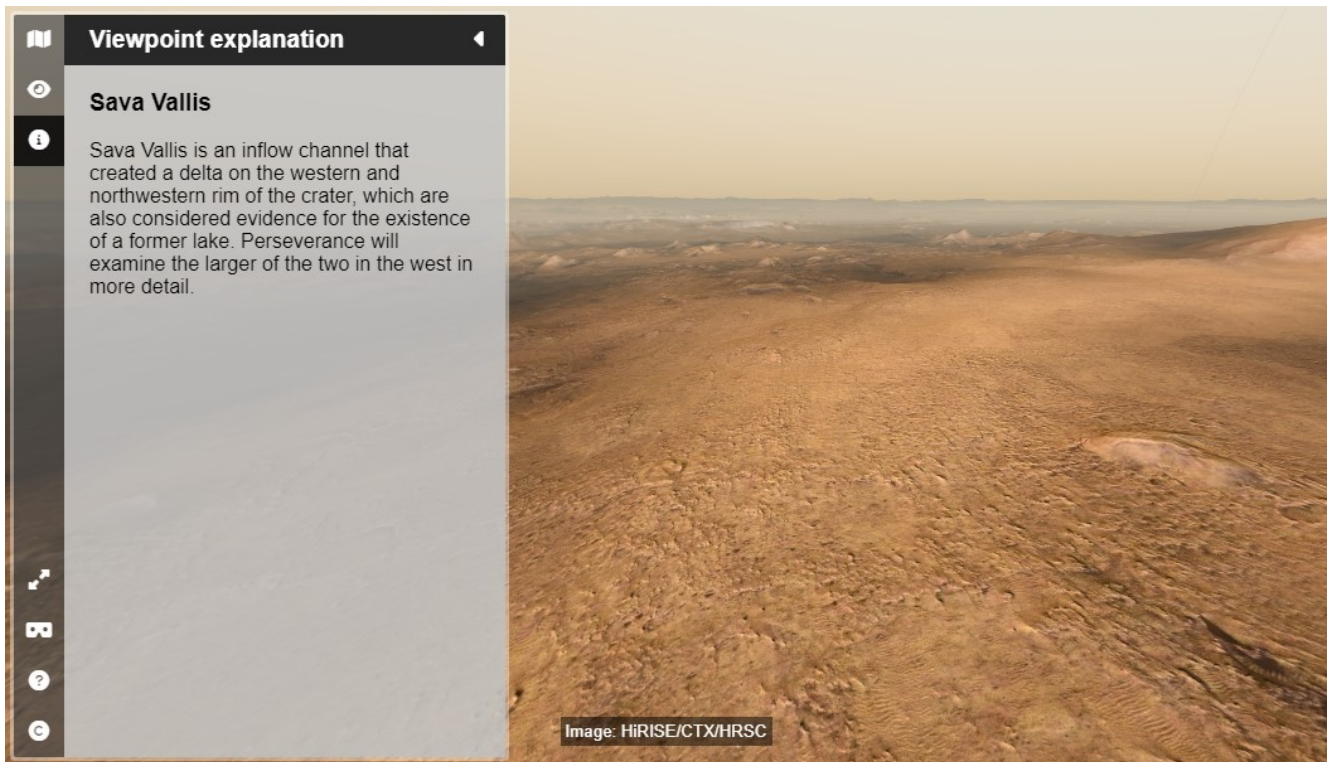 Viewpoint explanation
Sava Vallis
Sava Vallis is an inflow channel that
created a delta on the western and
northwestern rim of the crater, which are
also considered evidence for the existence
of a former lake. Perseverance will
examine the larger of the two in the west in
more detail.
Image: HiRISE/CTX/HRSC